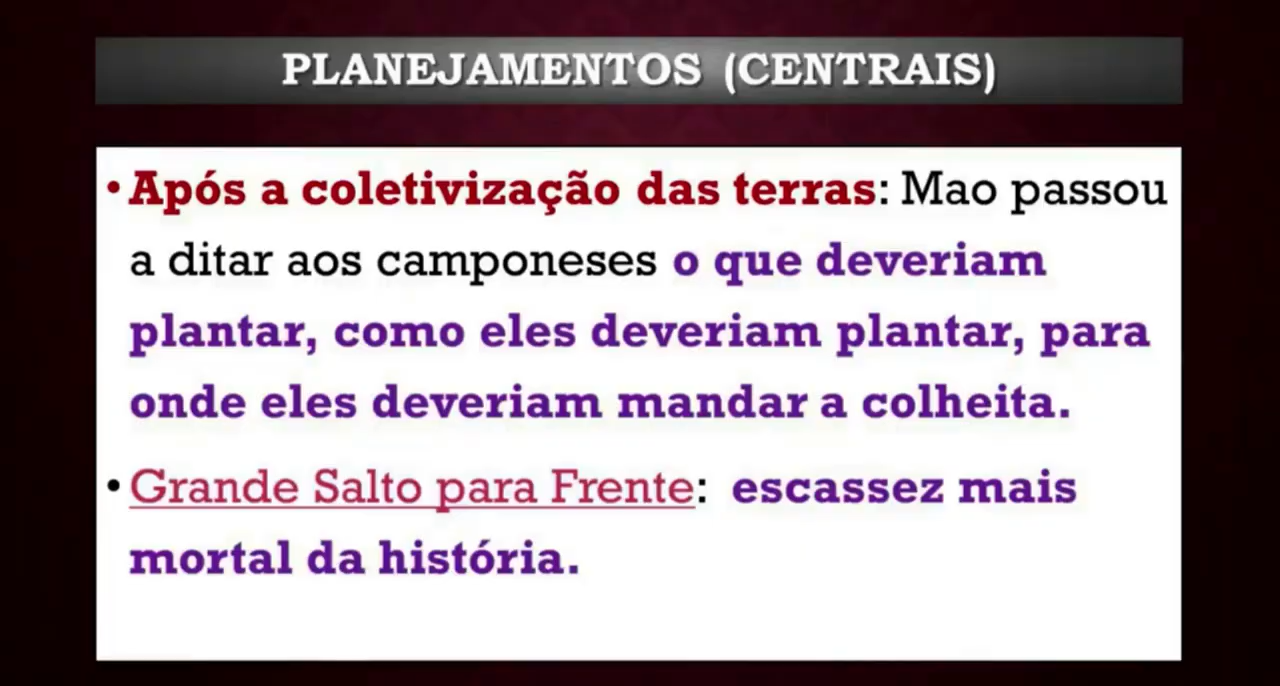 PLANEJAMENTOS (CENTRAIS)
• Após a coletivização das terras: Mao passou
a ditar aos camponeses o que deveriam
plantar, como eles deveriam plantar, para
onde eles deveriam mandar a colheita.
• Grande Salto para Frente: escassez mais
mortal da história.